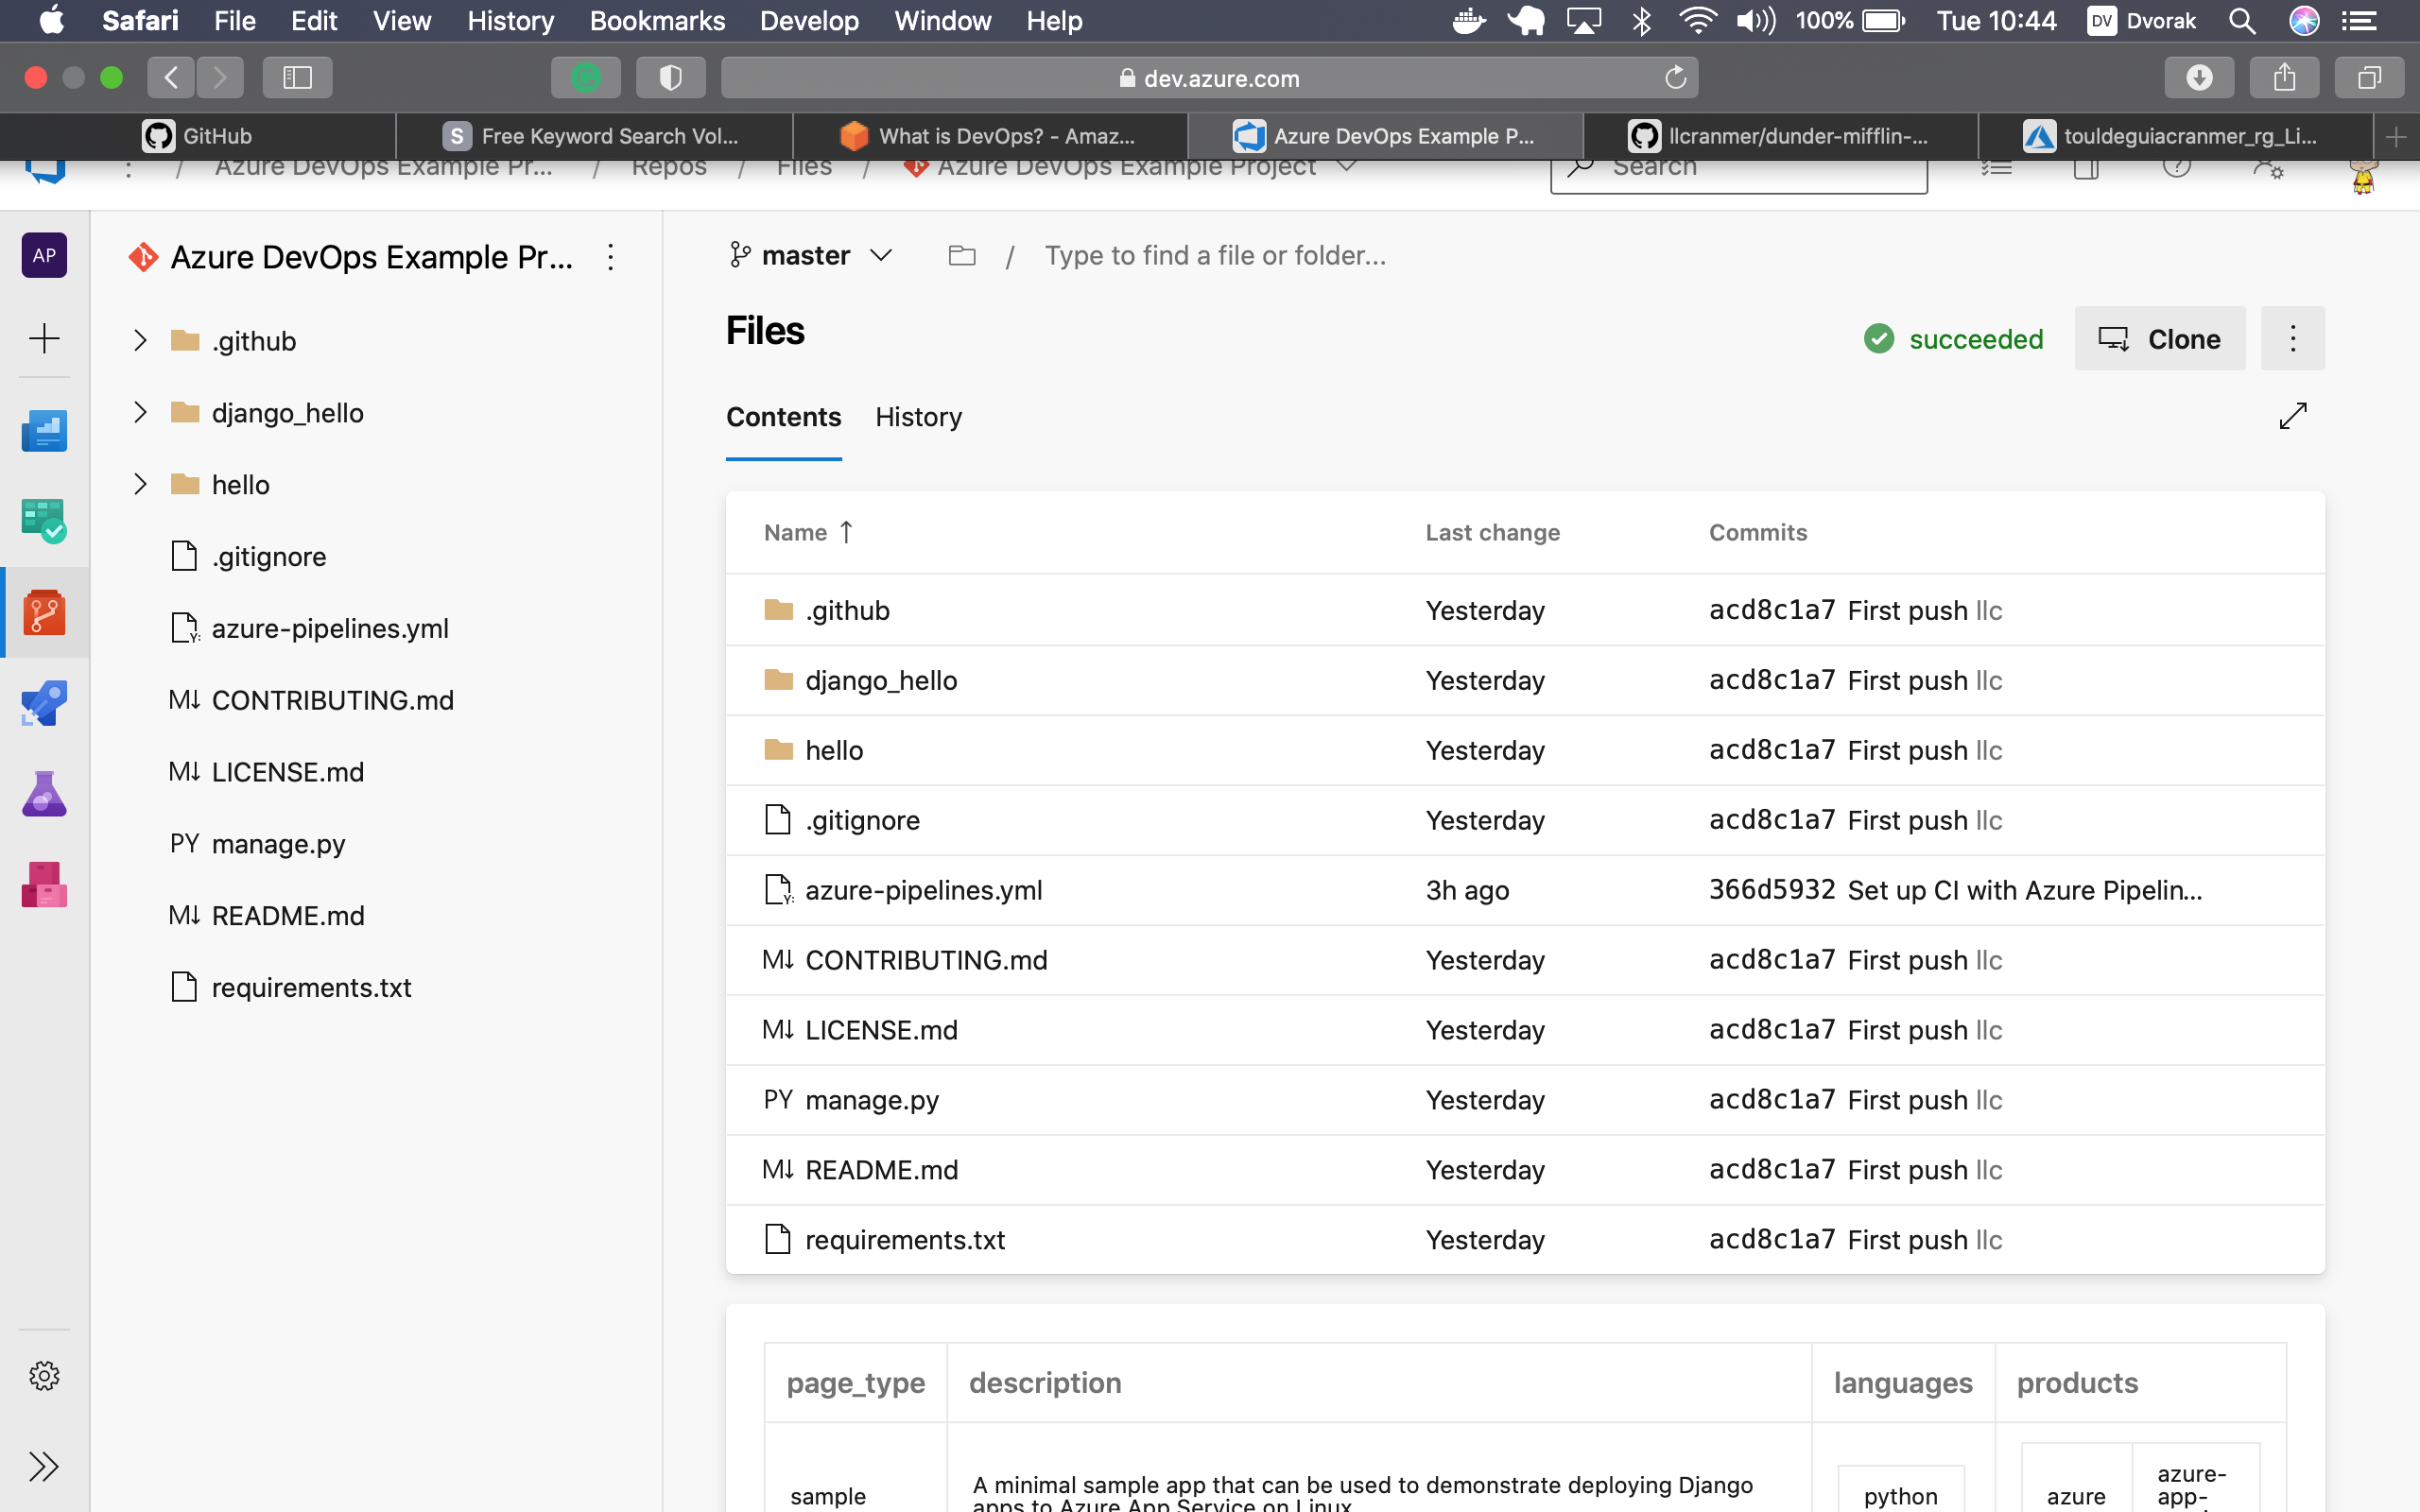 Safari File Edit View History Bookmarks Develop Window Help 100% Tue 10:44 DV Dvorak
dev.azure.com
GitHub S Free Keyword Search Vol... What is DevOps? - Amaz... Azure DevOps Example P... llcranmer/dunder-mifflin-... touldeguiacranmer_rg_Li...
/ Azure DevOps Example Pr... / Repos / Files / Azure DevOps Example Project Search
AP
Azure DevOps Example Pr...
.github
django_hello
hello
.gitignore
azure-pipelines.yml
M↓ CONTRIBUTING.md
M↓ LICENSE.md
PY manage.py
M↓ README.md
requirements.txt
master / Type to find a file or folder...
Files
succeeded Clone
Contents History
Name ↑ Last change Commits
.github Yesterday acd8c1a7 First push llc
django_hello Yesterday acd8c1a7 First push llc
hello Yesterday acd8c1a7 First push llc
.gitignore Yesterday acd8c1a7 First push llc
azure-pipelines.yml 3h ago 366d5932 Set up CI with Azure Pipelin...
M↓ CONTRIBUTING.md Yesterday acd8c1a7 First push llc
M↓ LICENSE.md Yesterday acd8c1a7 First push llc
PY manage.py Yesterday acd8c1a7 First push llc
M↓ README.md Yesterday acd8c1a7 First push llc
requirements.txt Yesterday acd8c1a7 First push llc
page_type description languages products
sample A minimal sample app that can be used to demonstrate deploying Django
apps to Azure App Service on Linux
python azure azure-
app-